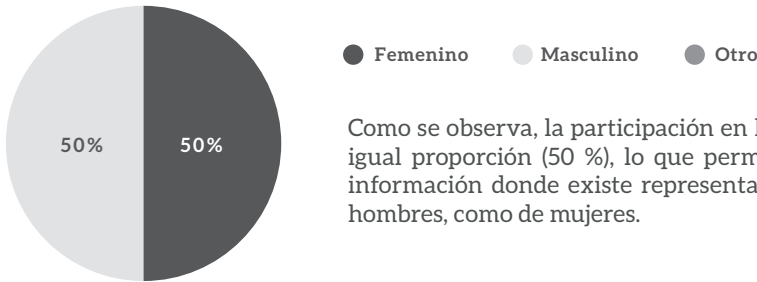 50%
50%
Femenino
Masculino
Otro
Como se observa, la participación en
igual proporción (50 %), lo que
información donde existe
hombres, como de mujeres.